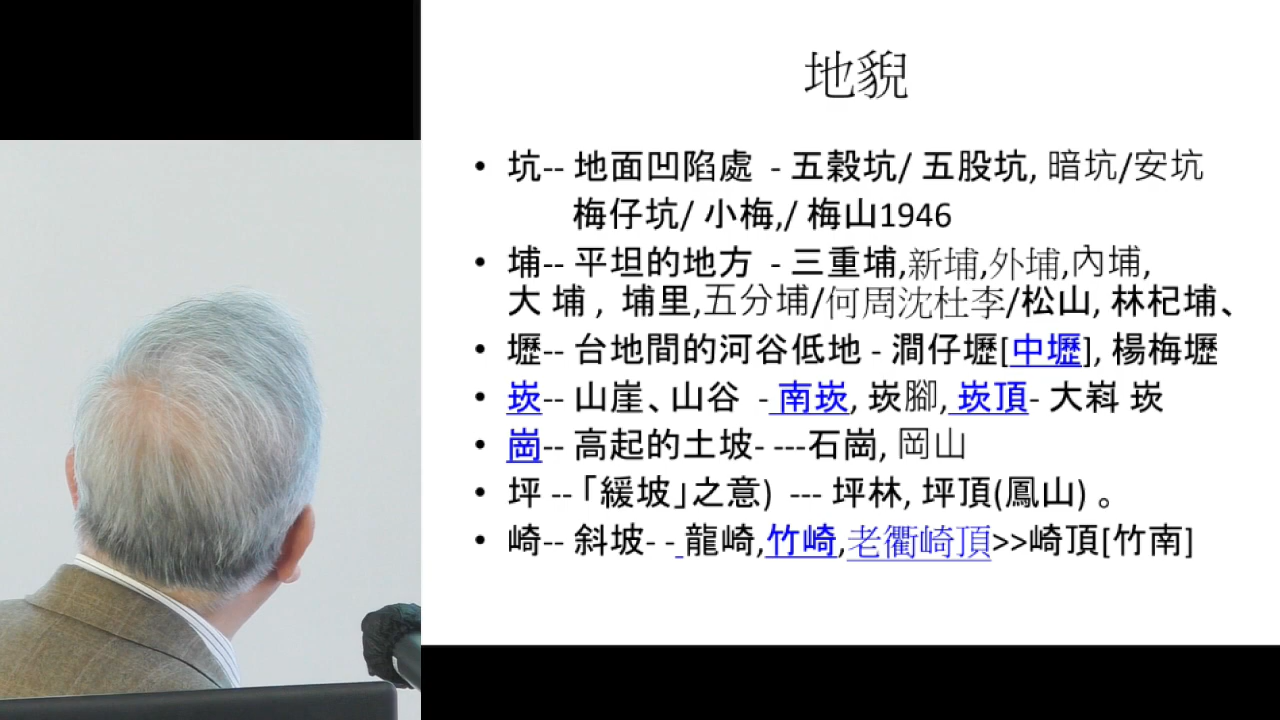 地貌
• 坑-- 地面凹陷處 - 五穀坑/ 五股坑, 暗坑/安坑
梅仔坑/ 小梅,/ 梅山1946
• 埔-- 平坦的地方 - 三重埔,新埔,外埔,內埔,
大 埔 , 埔里,五分埔/何周沈杜李/松山, 林杞埔、
• 壢-- 台地間的河谷低地 - 澗仔壢[中壢], 楊梅壢
• 崁-- 山崖、山谷 - 南崁, 崁腳, 崁頂- 大嵙 崁
• 崗-- 高起的土坡- ---石崗, 岡山
• 坪 --「緩坡」之意) --- 坪林, 坪頂(鳳山) 。
• 崎-- 斜坡- - 龍崎,竹崎,老衢崎頂>>崎頂[竹南]